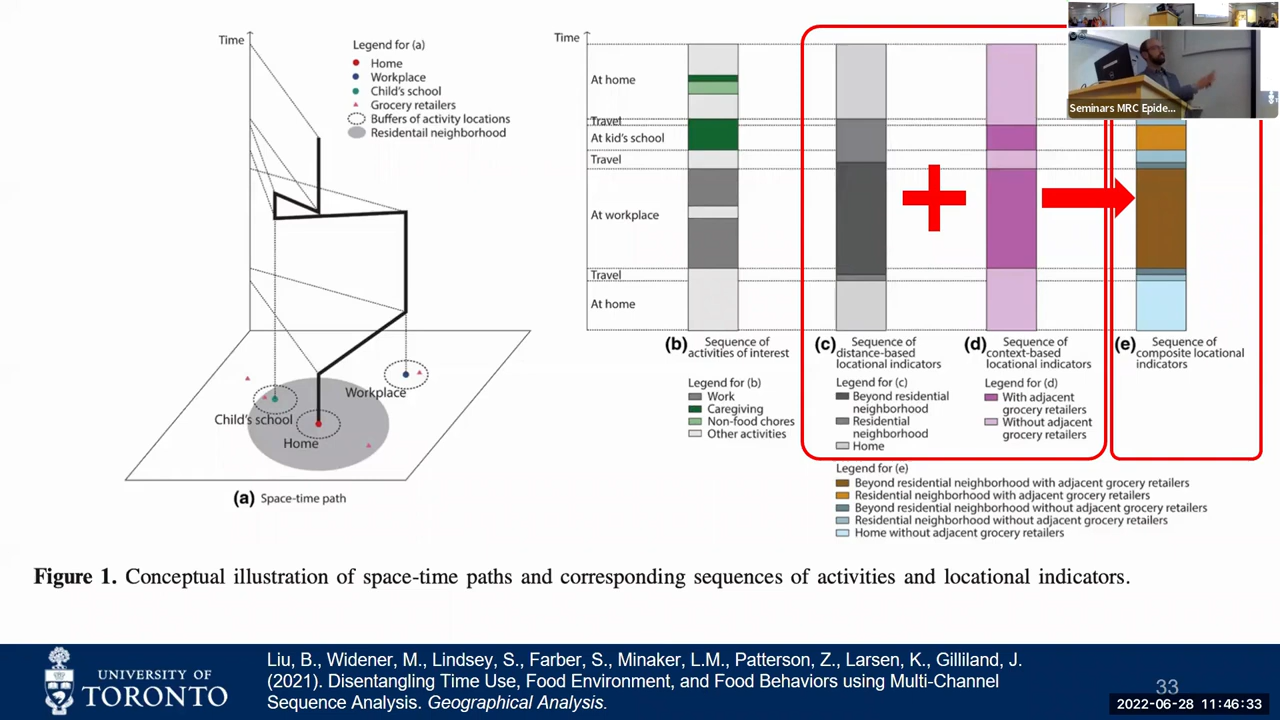 Seminars MRC Epide...
Time
Legend for (a)
Home
Workplace
Child's school
Grocery retailers
Buffers of activity locations
Residentail neighborhood
Child's school
Workplace
Home
(a) Space-time path
Time
At home
Travel
At kid's school
Travel
At workplace
Travel
At home
(b) Sequence of
activities of interest
Legend for (b)
Work
Caregiving
Non-food chores
Other activities
(c) Sequence of
distance-based
locational indicators
Legend for (c)
Beyond residential
neighborhood
Residential
neighborhood
Home
(d) Sequence of
context-based
locational indicators
Legend for (d)
With adjacent
grocery retailers
Without adjacent
grocery retailers
(e) Sequence of
composite locational
indicators
Legend for (e)
Beyond residential neighborhood with adjacent grocery retailers
Residential neighborhood with adjacent grocery retailers
Beyond residential neighborhood without adjacent grocery retailers
Residential neighborhood without adjacent grocery retailers
Home without adjacent grocery retailers
Figure 1. Conceptual illustration of space-time paths and corresponding sequences of activities and locational indicators.
UNIVERSITY OF
TORONTO
Liu, B., Widener, M., Lindsey, S., Farber, S., Minaker, L.M., Patterson, Z., Larsen, K., Gilliland, J.
(2021). Disentangling Time Use, Food Environment, and Food Behaviors using Multi-Channel
Sequence Analysis. Geographical Analysis.
33
2022-06-28 11:46:33